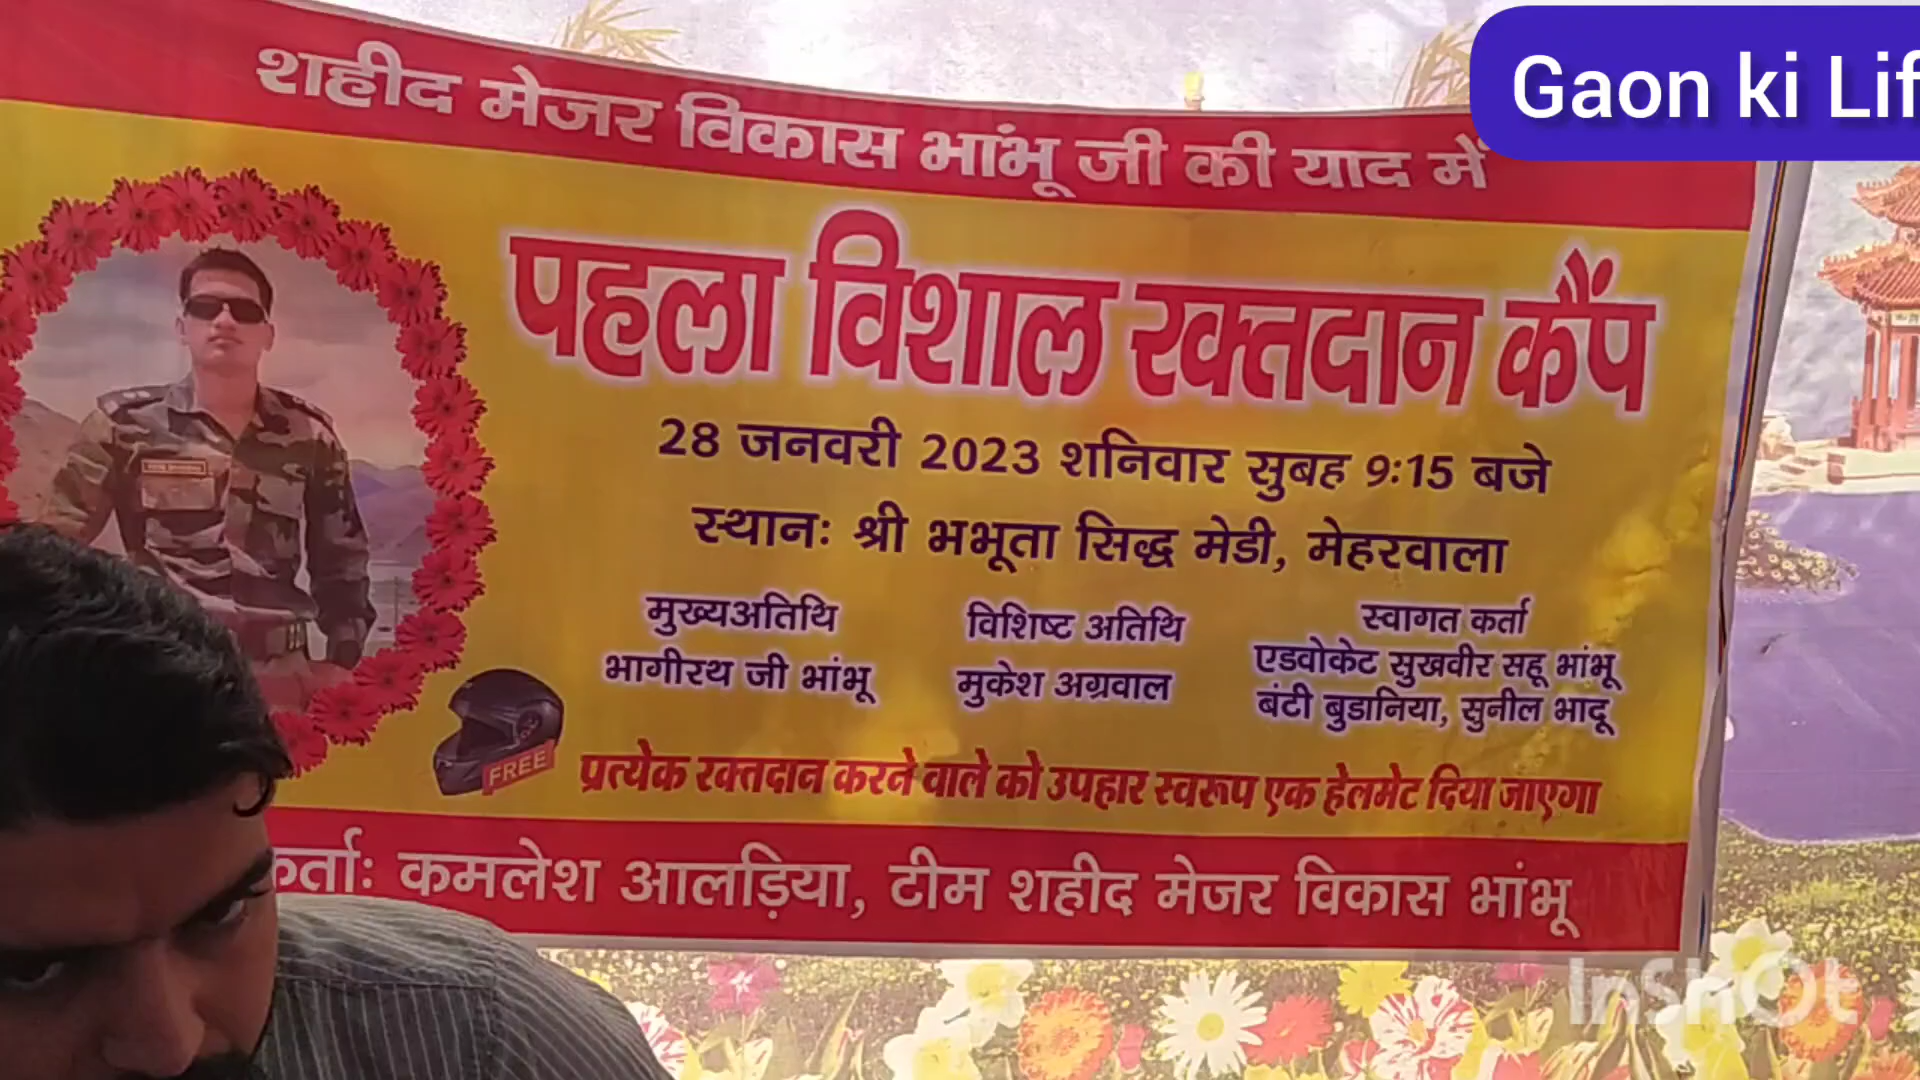 Gaon ki Lif
शहीद मेजर विकास भांभू जी की याद में
पहला विशाल रक्तदान कैंप
28 जनवरी 2023 शनिवार सुबह 9:15 बजे
स्थानः श्री भभूता सिद्ध मेडी, मेहरवाला
मुख्यअतिथि
भागीरथ जी भांभू
विशिष्ट अतिथि
मुकेश अग्रवाल
स्वागत कर्ता
एडवोकेट सुखवीर सहू भांभू
बंटी बुडानिया, सुनील भादू
FREE
प्रत्येक रक्तदान करने वाले को उपहार स्वरूप एक हेलमेट दिया जाएगा
कर्ताः कमलेश आलड़िया, टीम शहीद मेजर विकास भांभू
InShOt